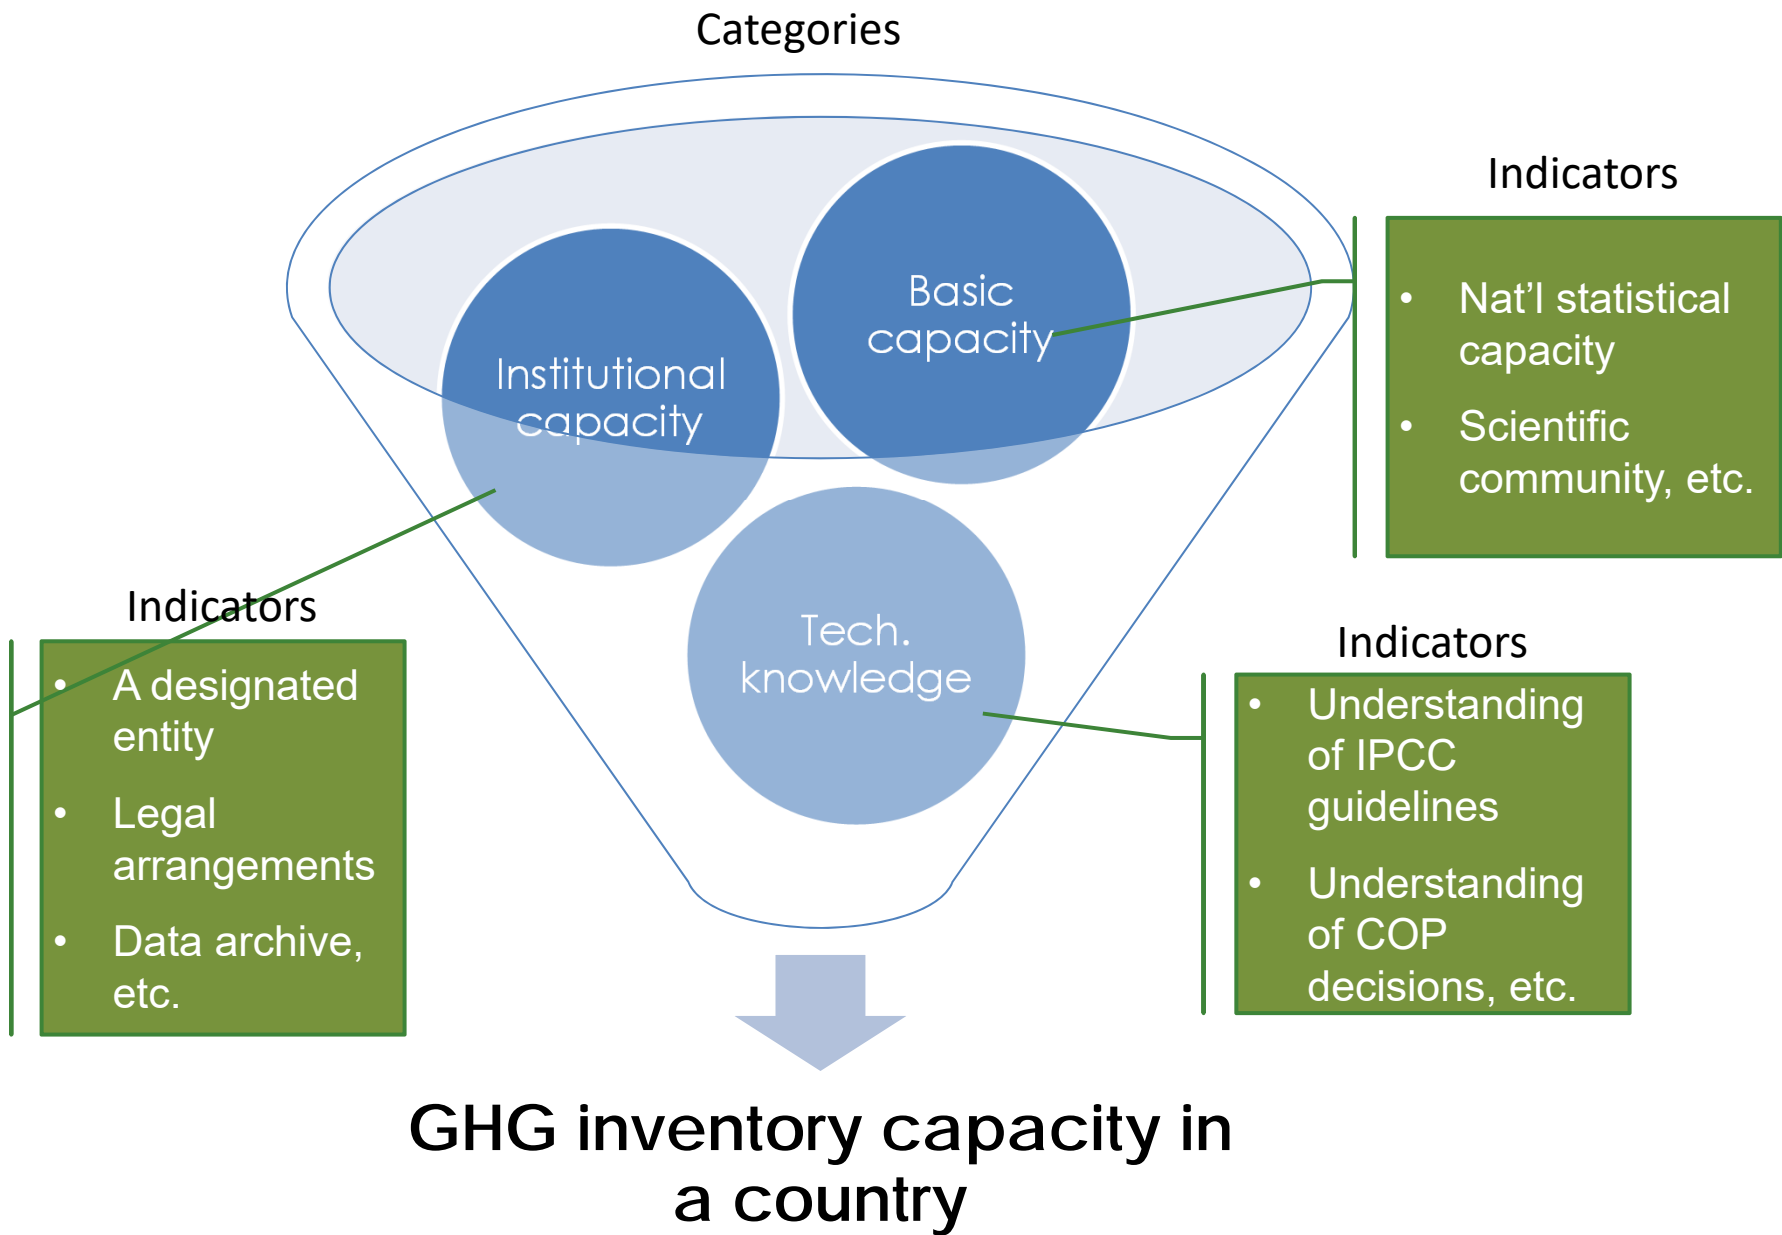 Categories
Indicators
Basic
capacity
• Nat’l statistical
capacity
• Scientific
community, etc.
Institutional
capacity
Indicators
• A designated
entity
• Legal
arrangements
• Data archive,
etc.
Tech.
knowledge
Indicators
• Understanding
of IPCC
guidelines
• Understanding
of COP
decisions, etc.
GHG inventory capacity in
a country